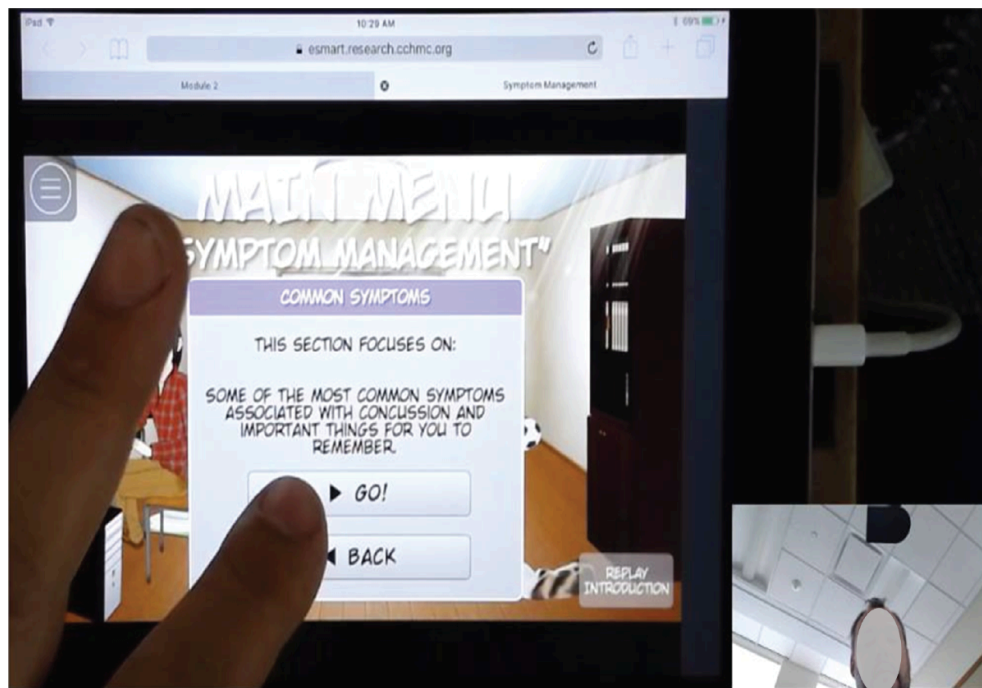 iPad
10:29 AM
69%
esmart.research.cchmc.org
Module 2
Symptom Management
MAIN MENU
SYMPTOM MANAGEMENT"
COMMON SYMPTOMS
THIS SECTION FOCUSES ON:
SOME OF THE MOST COMMON SYMPTOMS
ASSOCIATED WITH CONCUSSION AND
IMPORTANT THINGS FOR YOU TO
REMEMBER.
GO!
BACK
REPLAY
INTRODUCTION